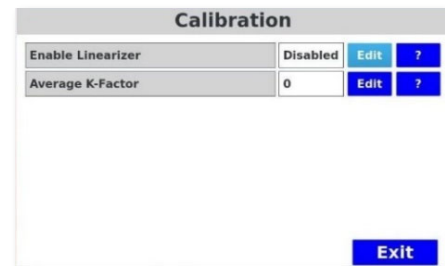 Calibration
Enable Linearizer Disabled Edit ?
Average K-Factor 0 Edit ?
Exit